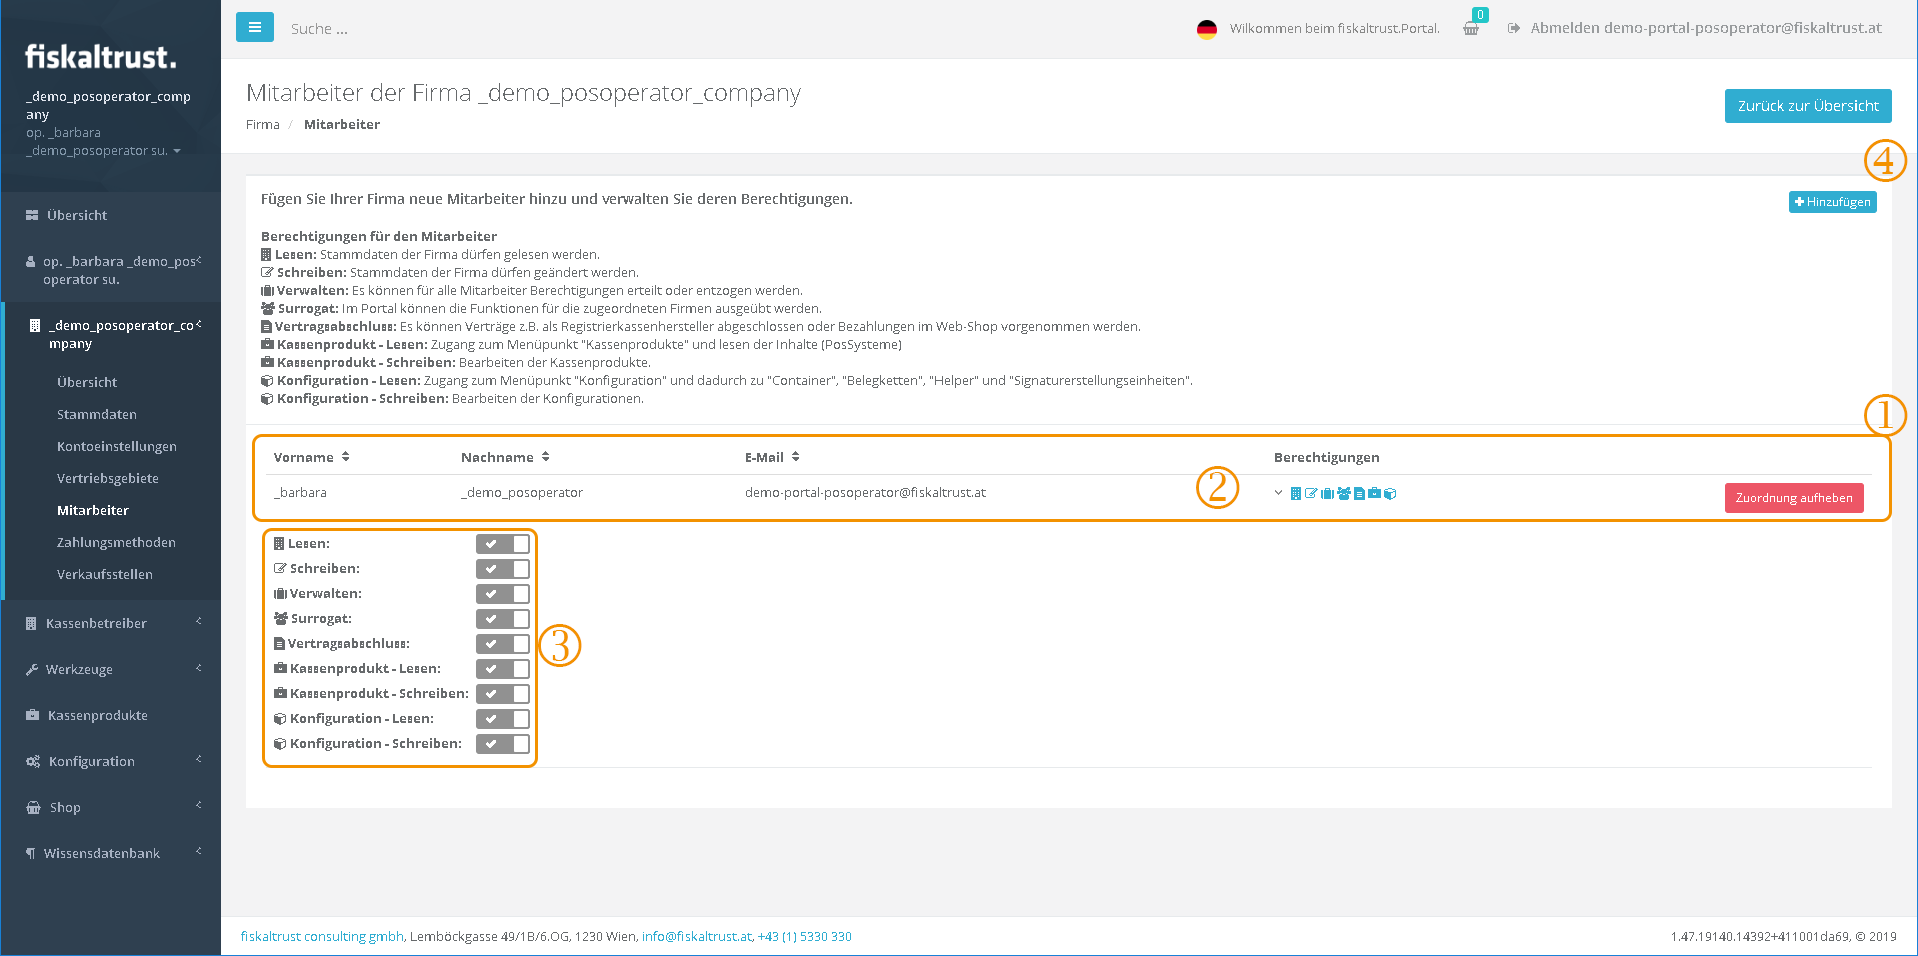 fiskaltrust.
_demo_posoperator_comp
any
op. _barbara
_demo_posoperator su.
Übersicht
op. _barbara _demo_pos
operator su.
_demo_posoperator_co
mpany
Übersicht
Stammdaten
Kontoeinstellungen
Vertriebsgebiete
Mitarbeiter
Zahlungsmethoden
Verkaufsstellen
Kassenbetreiber
Werkzeuge
Kassenprodukte
Konfiguration
Shop
Wissensdatenbank
Suche ...
Wilkommen beim fiskaltrust.Portal.
0
Abmelden demo-portal-posoperator@fiskaltrust.at
Mitarbeiter der Firma _demo_posoperator_company
Firma / Mitarbeiter
Zurück zur Übersicht
4
Fügen Sie Ihrer Firma neue Mitarbeiter hinzu und verwalten Sie deren Berechtigungen.
Hinzufügen
Berechtigungen für den Mitarbeiter
Lesen: Stammdaten der Firma dürfen gelesen werden.
Schreiben: Stammdaten der Firma dürfen geändert werden.
Verwalten: Es können für alle Mitarbeiter Berechtigungen erteilt oder entzogen werden.
Surrogat: Im Portal können die Funktionen für die zugeordneten Firmen ausgeübt werden.
Vertragsabschluss: Es können Verträge z.B. als Registrierkassenhersteller abgeschlossen oder Bezahlungen im Web-Shop vorgenommen werden.
Kassenprodukt - Lesen: Zugang zum Menüpunkt "Kassenprodukte" und lesen der Inhalte (PosSysteme)
Kassenprodukt - Schreiben: Bearbeiten der Kassenprodukte.
Konfiguration - Lesen: Zugang zum Menüpunkt "Konfiguration" und dadurch zu "Container", "Belegketten", "Helper" und "Signaturerstellungseinheiten".
Konfiguration - Schreiben: Bearbeiten der Konfigurationen.
1
Vorname Nachname E-Mail Berechtigungen
_barbara _demo_posoperator demo-portal-posoperator@fiskaltrust.at 2 Zuordnung aufheben
Lesen:
Schreiben:
Verwalten:
Surrogat:
Vertragsabschluss:
3
Kassenprodukt - Lesen:
Kassenprodukt - Schreiben:
Konfiguration - Lesen:
Konfiguration - Schreiben:
fiskaltrust consulting gmbh, Lemböckgasse 49/1B/6.OG, 1230 Wien, info@fiskaltrust.at, +43 (1) 5330 330
1.47.19140.14392+411001da69, © 2019